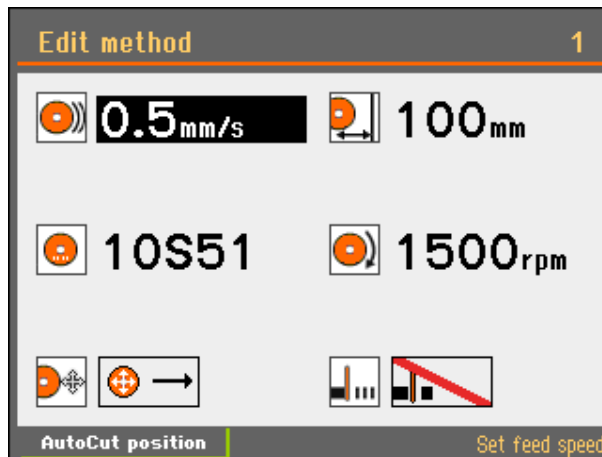 Edit method 1
0.5mm/s 100mm
10S51 1500rpm
AutoCut position Set feed speed